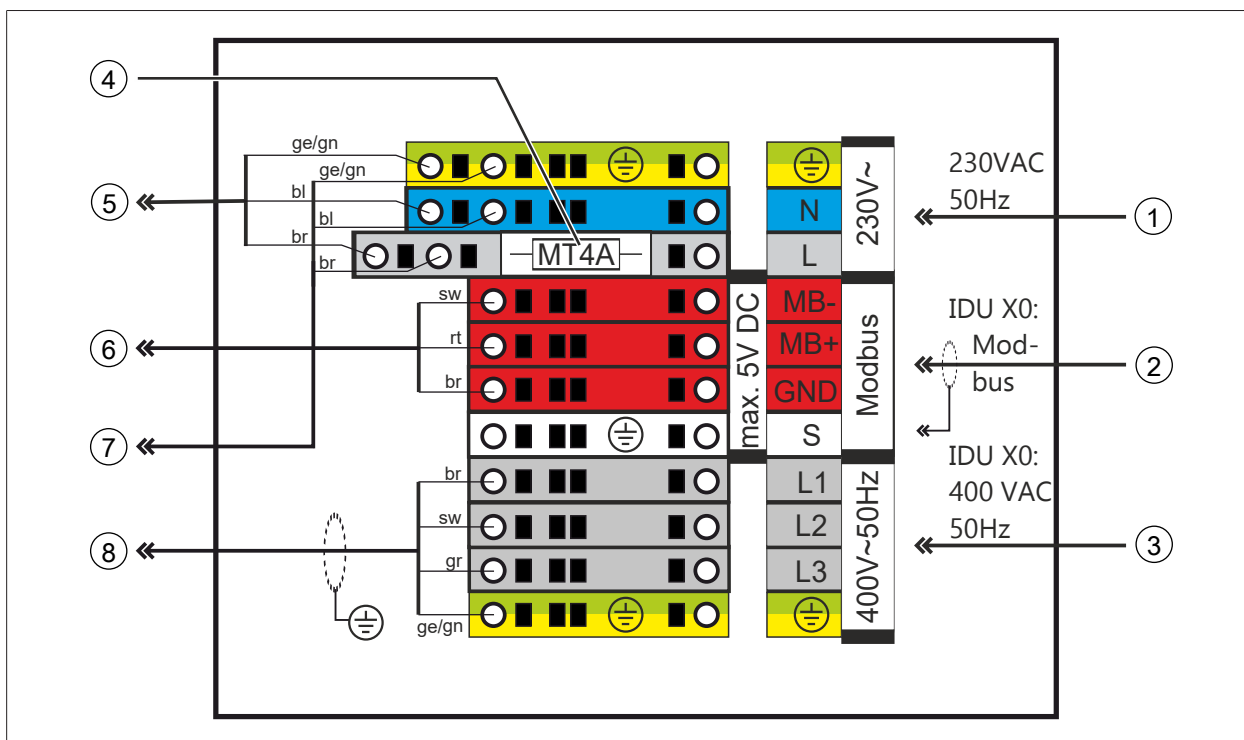 4
ge/gn
ge/gn
230VAC
50Hz
230V~
5
bl
bl
N
1
br
br
MT4A
L
sw
MB-
IDU X0:
Mod-
bus
6
rt
MB+
max. 5V DC
Modbus
2
br
GND
7
S
br
L1
IDU X0:
400 VAC
50Hz
sw
L2
400V~50Hz
8
3
gr
L3
ge/gn